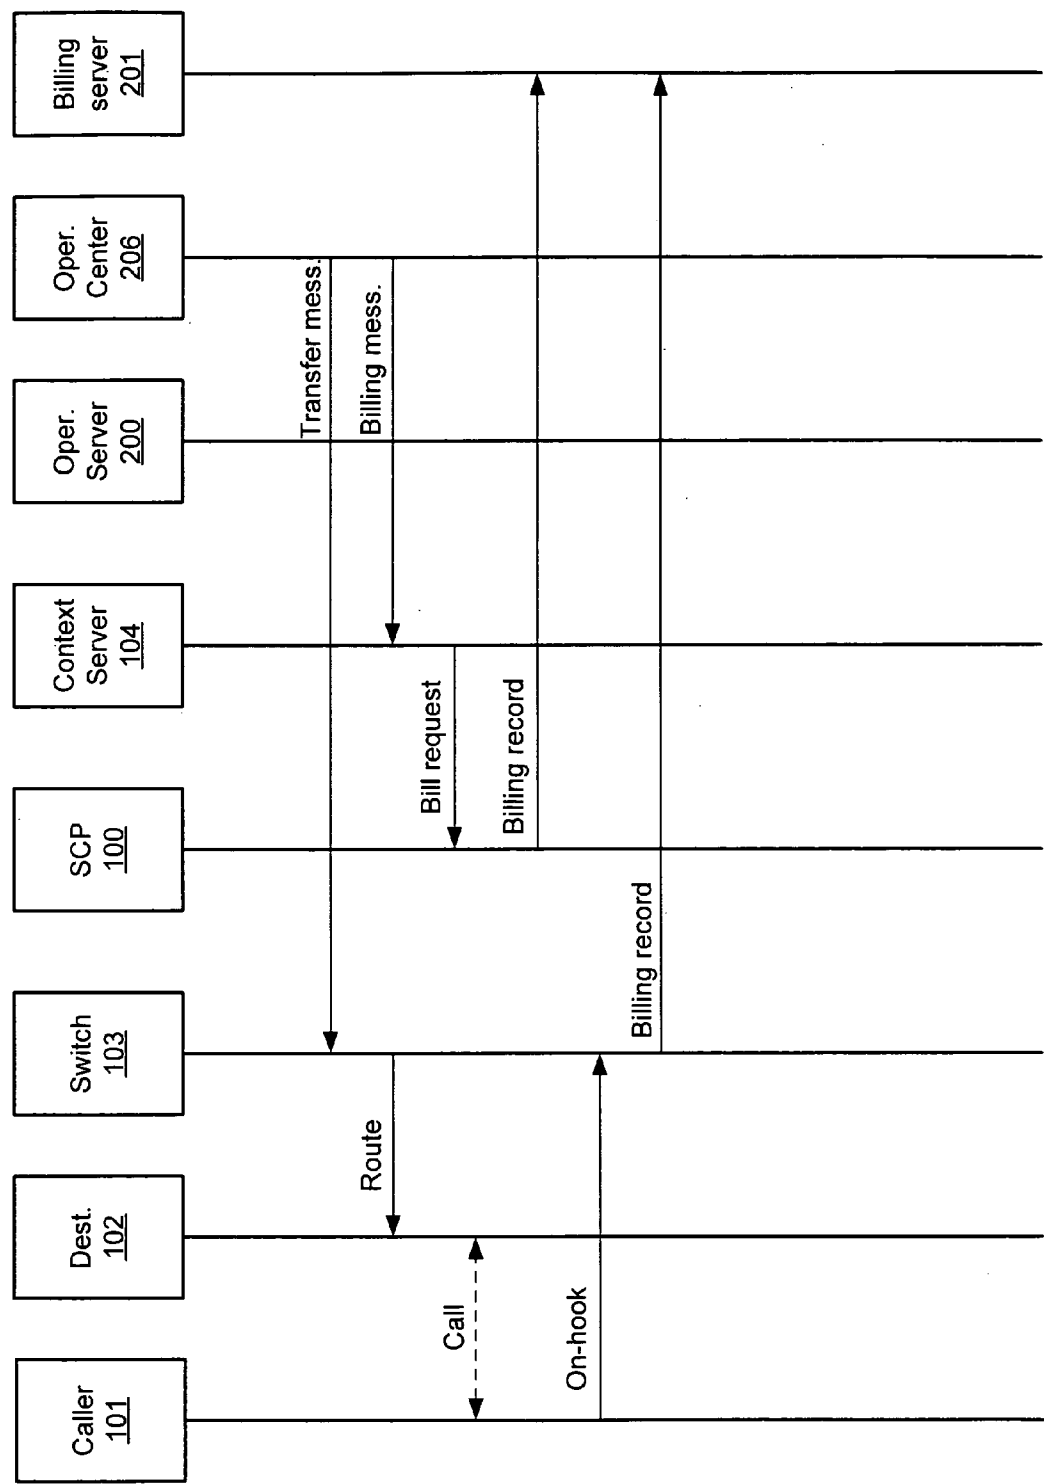 Caller
101
Dest.
102
Switch
103
SCP
100
Context
Server
104
Oper.
Server
200
Oper.
Center
206
Billing
server
201
Transfer mess.
Route
Billing mess.
Bill request
Call
Billing record
On-hook
Billing record